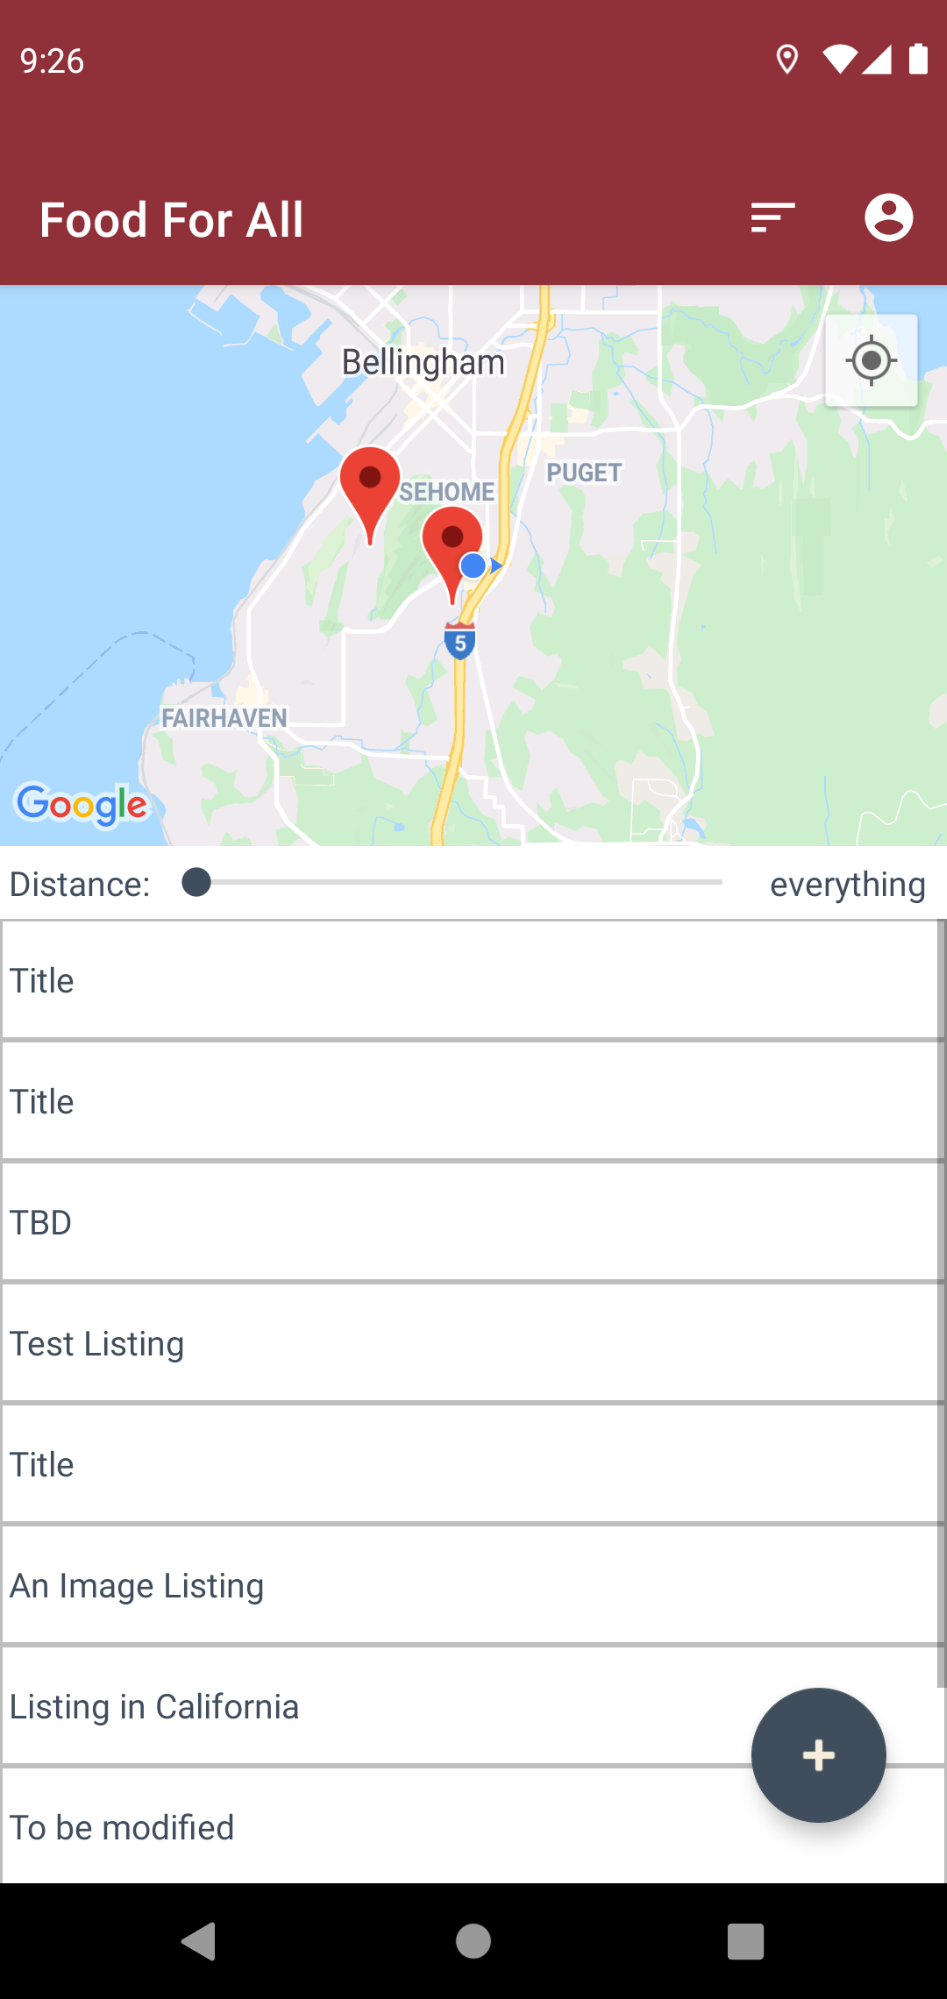 9:26
Food For All
Bellingham
PUGET
SEHOME
5
FAIRHAVEN
Google
Distance: everything
Title
Title
TBD
Test Listing
Title
An Image Listing
Listing in California
To be modified